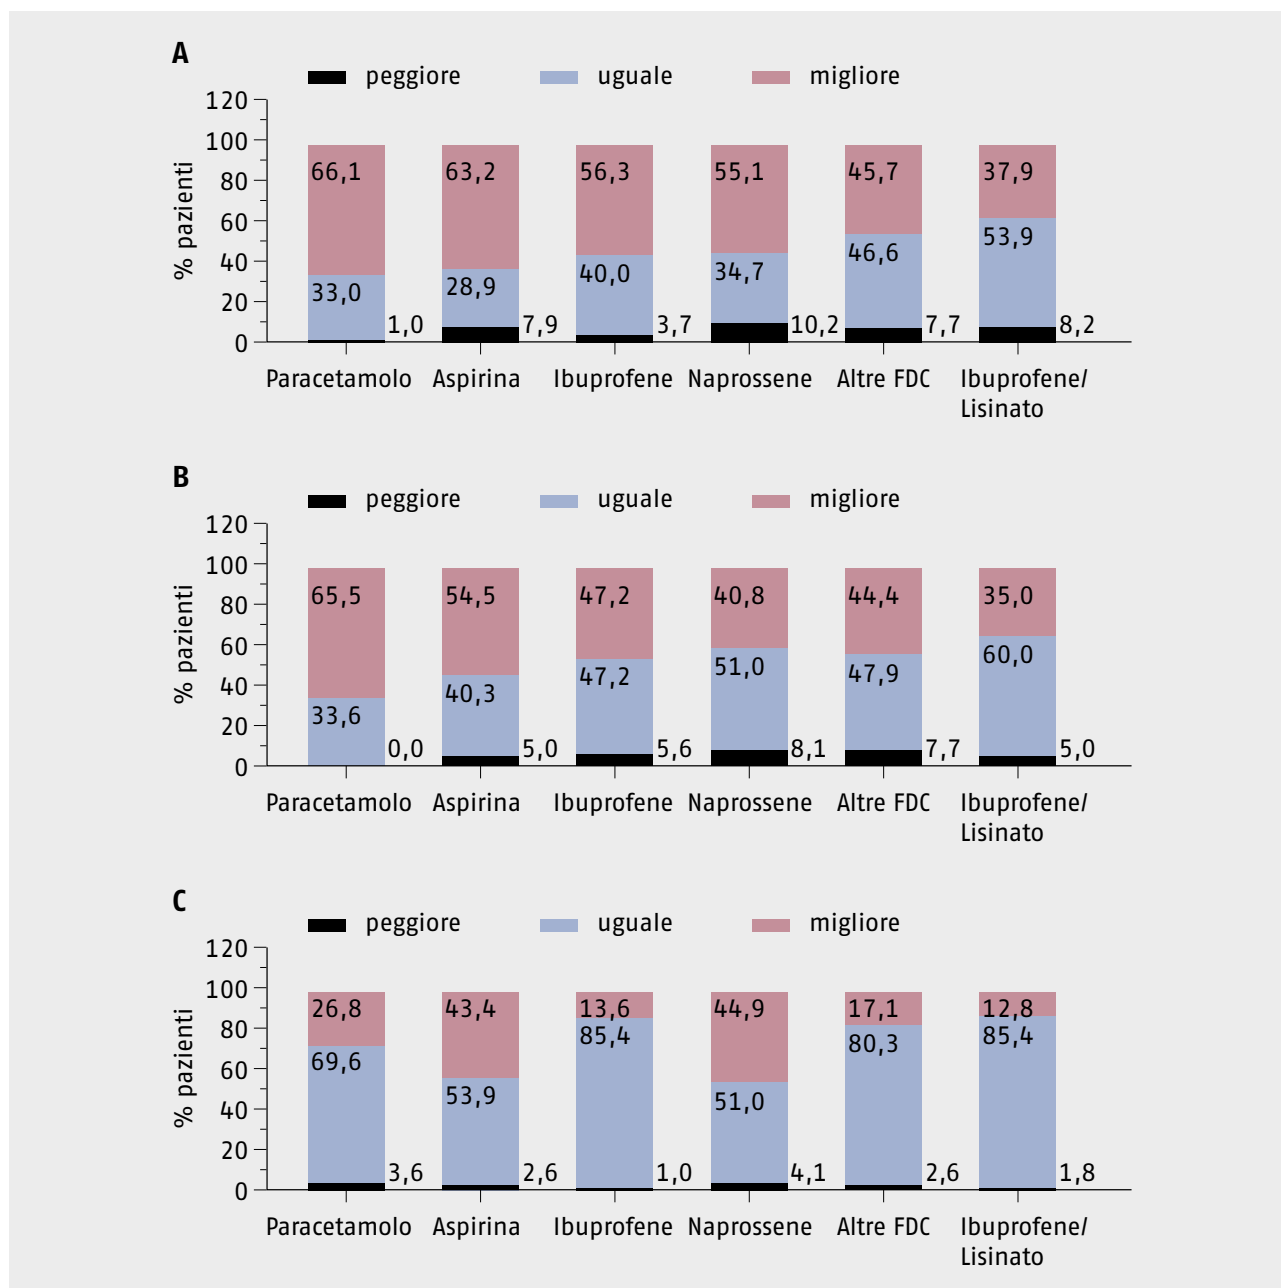 A
peggiore uguale migliore
120
100
80
60
40
20
0
% pazienti
66,1 63,2 56,3 55,1 45,7 37,9
33,0 28,9 40,0 34,7 46,6 53,9
1,0 7,9 3,7 10,2 7,7 8,2
Paracetamolo Aspirina Ibuprofene Naprossene Altre FDC Ibuprofene/
Lisinato
B
peggiore uguale migliore
120
100
80
60
40
20
0
% pazienti
65,5 54,5 47,2 40,8 44,4 35,0
33,6 40,3 47,2 51,0 47,9 60,0
0,0 5,0 5,6 8,1 7,7 5,0
Paracetamolo Aspirina Ibuprofene Naprossene Altre FDC Ibuprofene/
Lisinato
C
peggiore uguale migliore
120
100
80
60
40
20
0
% pazienti
26,8 43,4 13,6 44,9 17,1 12,8
69,6 53,9 85,4 51,0 80,3 85,4
3,6 2,6 1,0 4,1 2,6 1,8
Paracetamolo Aspirina Ibuprofene Naprossene Altre FDC Ibuprofene/
Lisinato